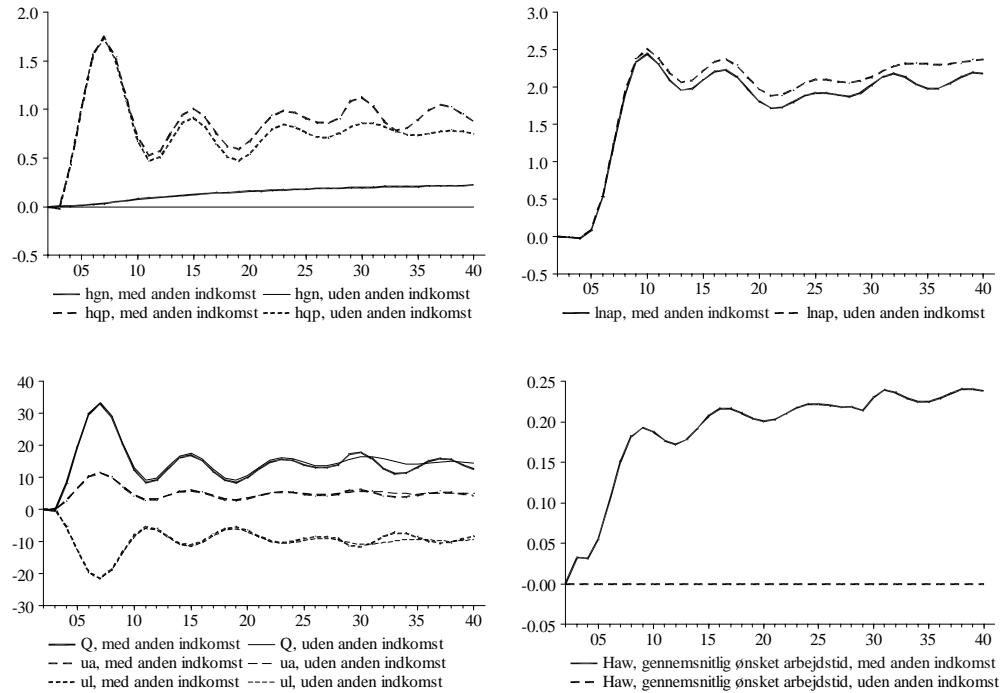 2.0
1.5
1.0
0.5
0.0
-0.5
05 10 15 20 25 30 35 40
hgn, med anden indkomst hgn, uden anden indkomst
hqp, med anden indkomst hqp, uden anden indkomst
3.0
2.5
2.0
1.5
1.0
0.5
0.0
-0.5
05 10 15 20 25 30 35 40
lnap, med anden indkomst lnap, uden anden indkomst
40
30
20
10
0
-10
-20
-30
05 10 15 20 25 30 35 40
Q, med anden indkomst Q, uden anden indkomst
ua, med anden indkomst ua, uden anden indkomst
ul, med anden indkomst ul, uden anden indkomst
0.25
0.20
0.15
0.10
0.05
-0.00
-0.05
05 10 15 20 25 30 35 40
Haw, gennemsnitlig ønsket arbejdstid, med anden indkomst
Haw, gennemsnitlig ønsket arbejdstid, uden anden indkomst